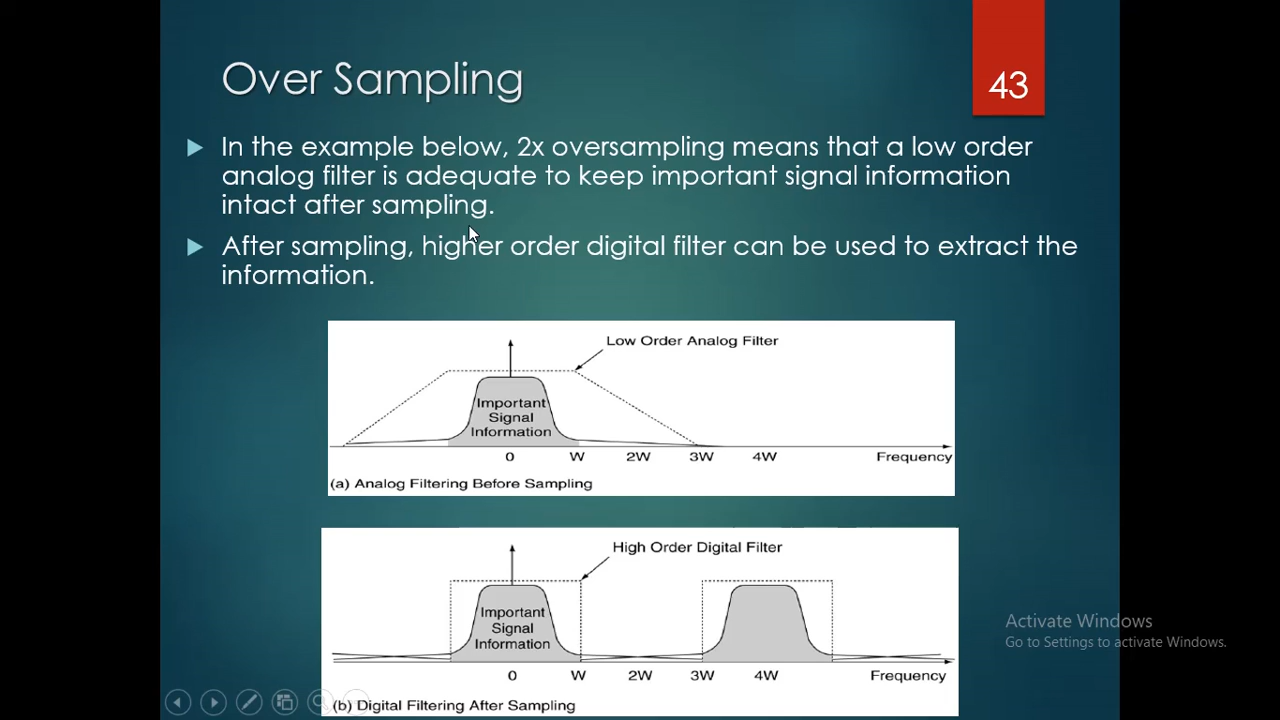 Over Sampling
43
In the example below, 2x oversampling means that a low order
analog filter is adequate to keep important signal information
intact after sampling.
After sampling, higher order digital filter can be used to extract the
information.
Low Order Analog Filter
Important
Signal
Information
0 W 2W 3W 4W Frequency
(a) Analog Filtering Before Sampling
High Order Digital Filter
Important
Signal
Information
0 W 2W 3W 4W Frequency
(b) Digital Filtering After Sampling
Activate Windows
Go to Settings to activate Windows.